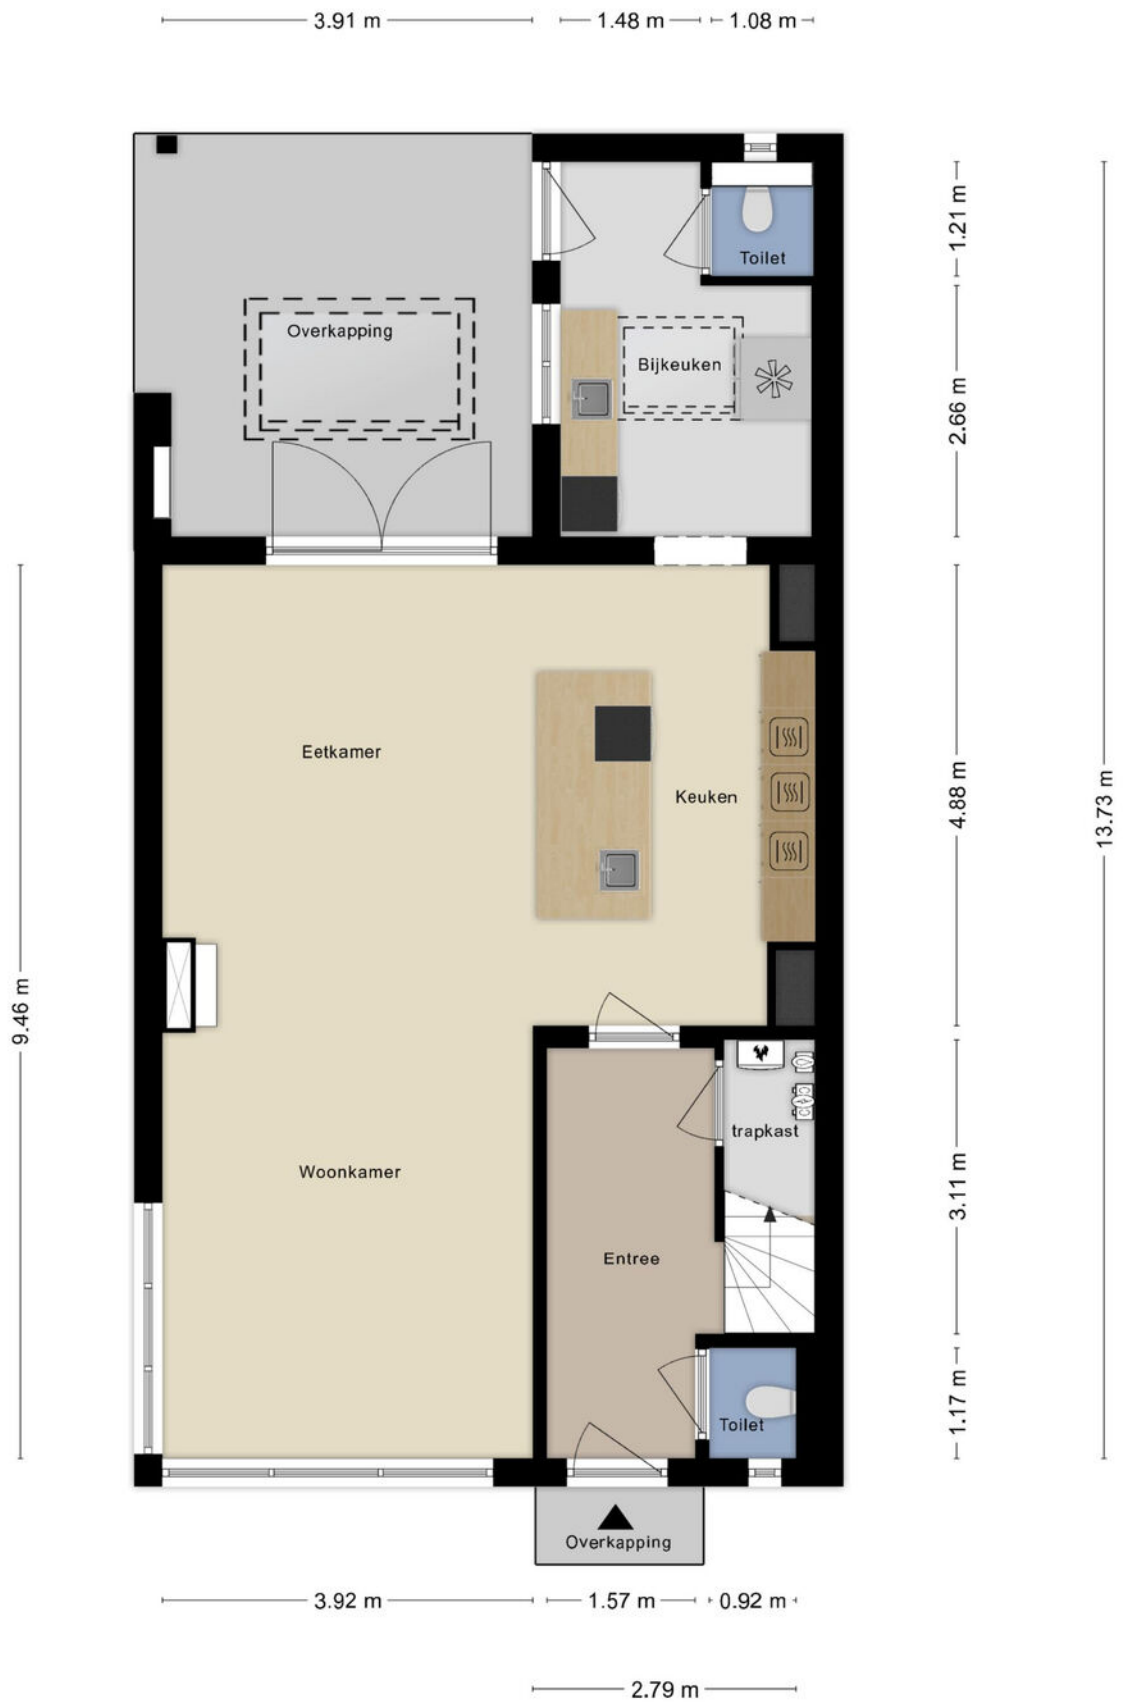 3.91 m
1.48 m
1.08 m
1.21 m
Toilet
Overkapping
Bijkeuken
2.66 m
Eetkamer
Keuken
4.88 m
13.73 m
9.46 m
trapkast
Woonkamer
3.11 m
Entree
1.17 m
Toilet
Overkapping
3.92 m
1.57 m
0.92 m
2.79 m